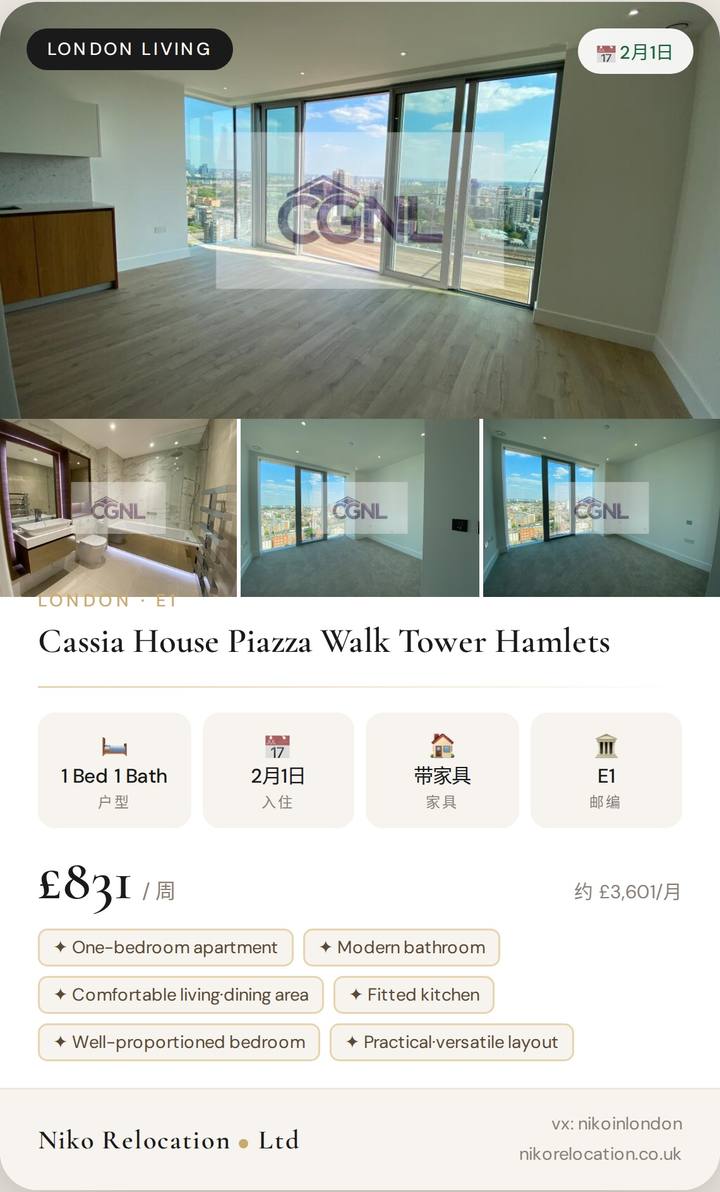 LONDON LIVING
17 2月1日
CGNL
CGNL
CGNL
CGNL
LONDON · E1
Cassia House Piazza Walk Tower Hamlets
1 Bed 1 Bath
户型
17
2月1日
入住
带家具
家具
E1
邮编
£831 / 周
约 £3,601/月
✦ One-bedroom apartment
✦ Modern bathroom
✦ Comfortable living·dining area
✦ Fitted kitchen
✦ Well-proportioned bedroom
✦ Practical·versatile layout
Niko Relocation • Ltd
vx: nikoinlondon
nikorelocation.co.uk